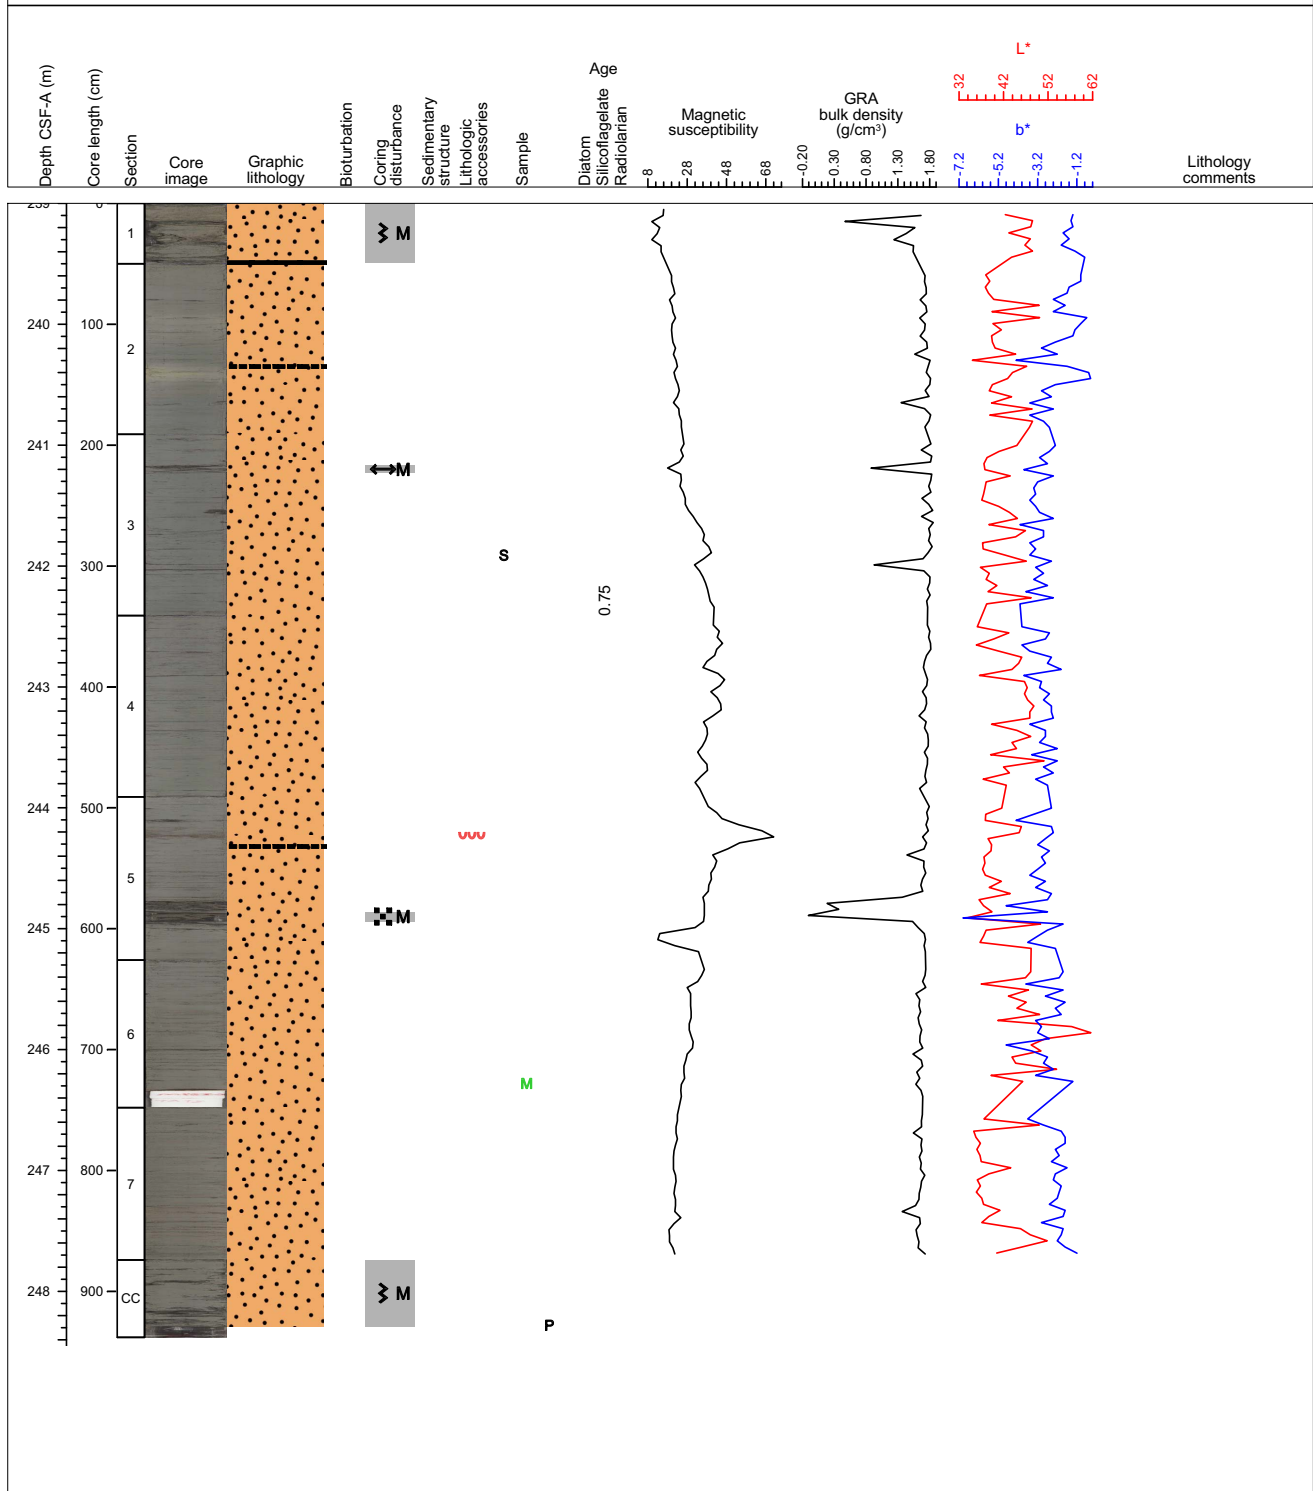 Depth CSF-A (m)
Core length (cm)
Section
Core
image
Graphic
lithology
Bioturbation
Coring
disturbance
Sedimentary
structure
Lithologic
accessories
Sample
Age
Diatom
Silicoflagelate
Radiolarian
Magnetic
susceptibility
8 28 48 68
GRA
bulk density
(g/cm³)
-0.20 0.30 0.80 1.30 1.80
L*
32 42 52 62
b*
-7.2 -5.2 -3.2 -1.2
Lithology
comments
239 0
1 M
240 100
2
241 200
M
3
S
242 300
0.75
243 400
4
244 500
5
M
245 600
6
246 700
M
247 800
7
248 900
CC M
P